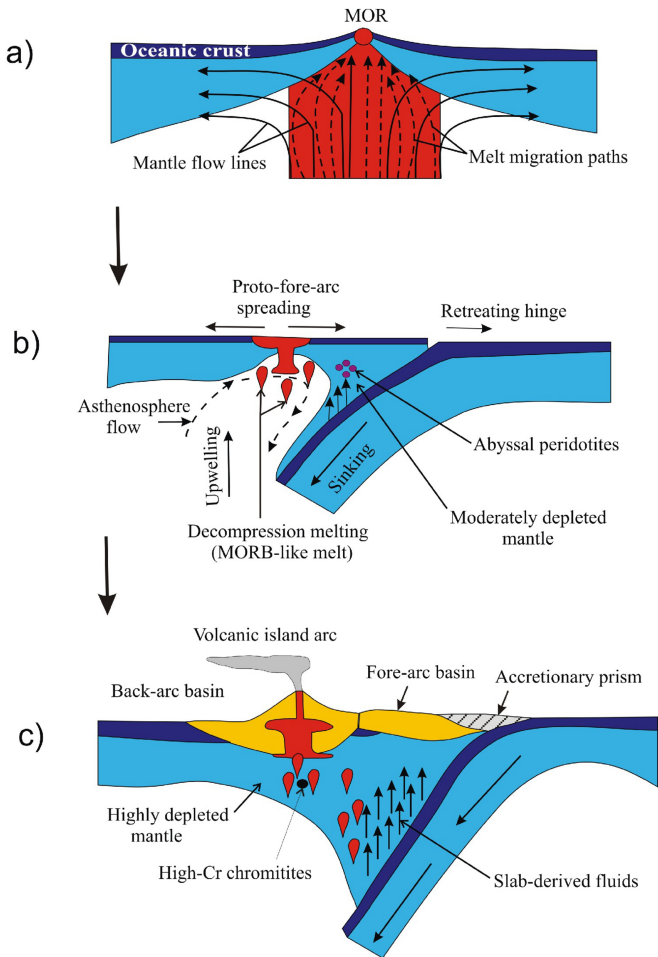 MOR
Oceanic crust
a)
Mantle flow lines
Melt migration paths
Proto-fore-arc
spreading
Retreating hinge
b)
Asthenosphere
flow
Upwelling
Sinking
Abyssal peridotites
Decompression melting
(MORB-like melt)
Moderately depleted
mantle
Volcanic island arc
Back-arc basin
Fore-arc basin
Accretionary prism
c)
Highly depleted
mantle
High-Cr chromitites
Slab-derived fluids